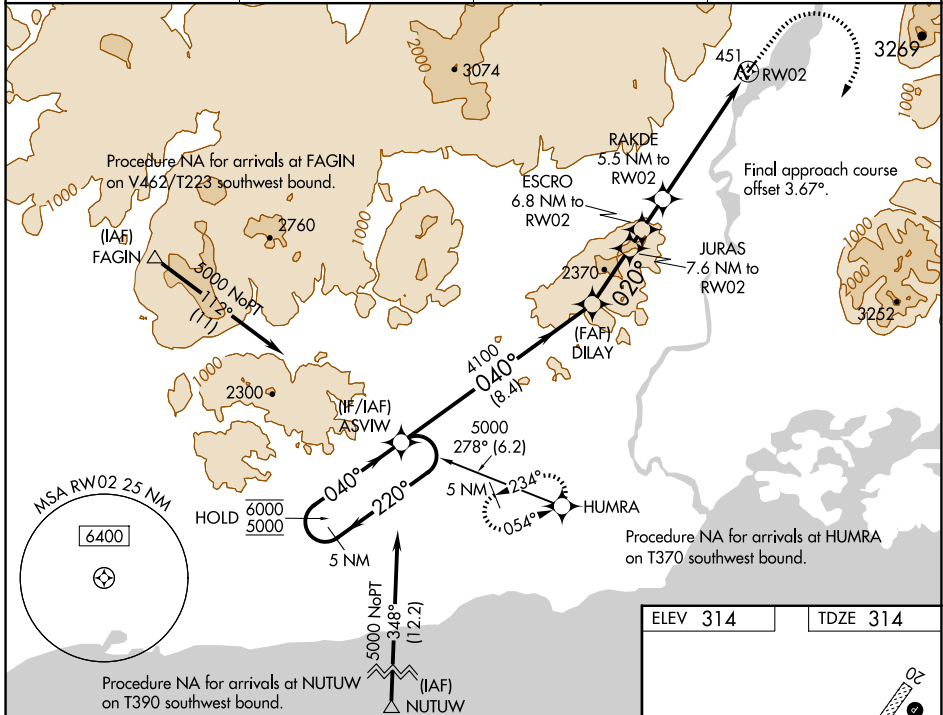 2000
3074
451
RW02
3269
1000
Procedure NA for arrivals at FAGIN
on V462/T223 southwest bound.
RAKDE
5.5 NM to
RW02
ESCRO
6.8 NM to
RW02
Final approach course
offset 3.67°.
1000
2760
1000
(IAF)
FAGIN
5000 NoPT
112°
(11)
JURAS
7.6 NM to
RW02
2370
020°
1000
2000
3252
(FAF)
DILAY
1000
2300
4100
040°
(8.4)
(IF/IAF)
ASVIW
5000
278° (6.2)
040°
220°
5 NM
234°
054°
HUMRA
HOLD
6000
5000
5 NM
MSA RW02 25 NM
6400
Procedure NA for arrivals at HUMRA
on T370 southwest bound.
5000 NoPT
348°
(12.2)
Procedure NA for arrivals at NUTUW
on T390 southwest bound.
(IAF)
NUTUW
ELEV 314
TDZE 314
20
P